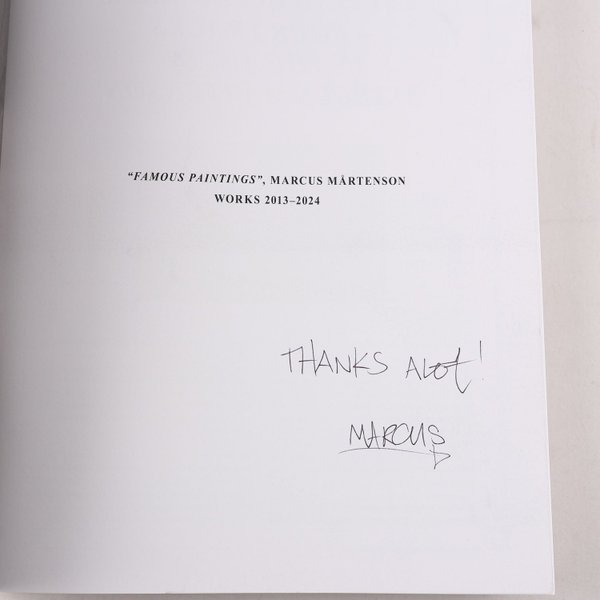 “FAMOUS PAINTINGS”, MARCUS MÅRTENSON
WORKS 2013–2024
THANKS ALOT!
MARCUS